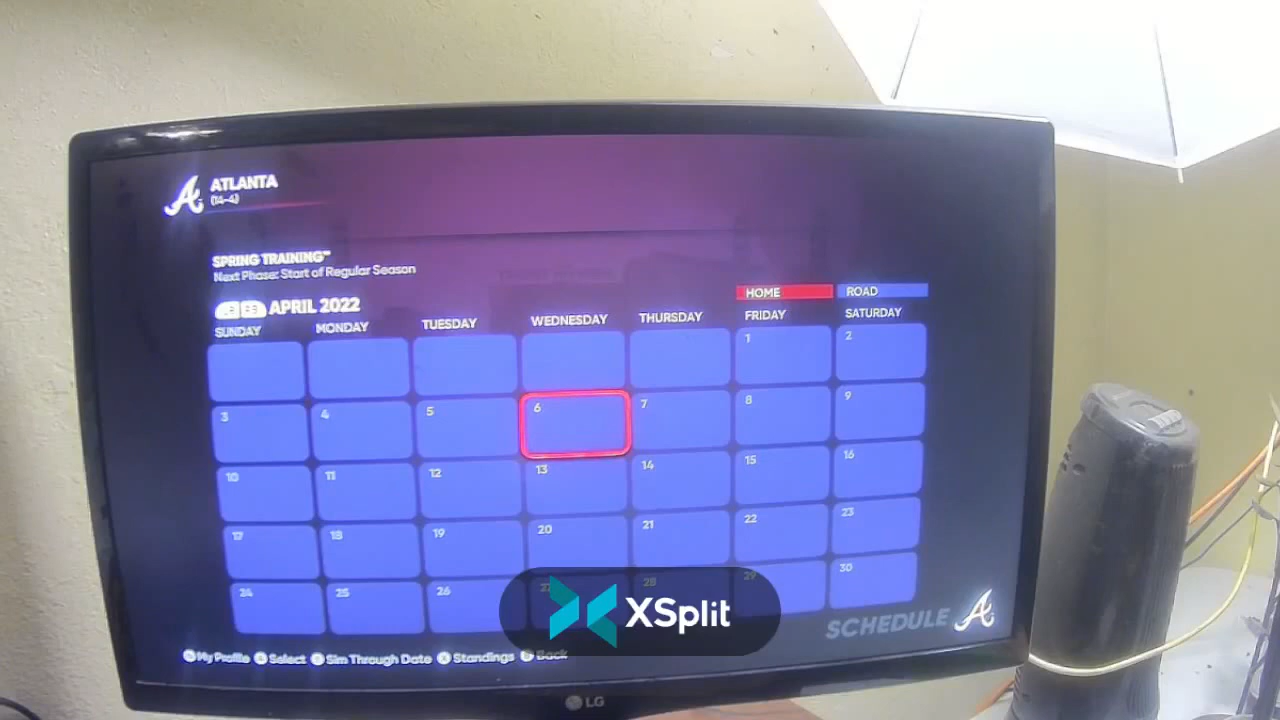 ATLANTA
(14-4)
SPRING TRAINING™
Next Phase: Start of Regular Season
APRIL 2022
HOME ROAD
SUNDAY MONDAY TUESDAY WEDNESDAY THURSDAY FRIDAY SATURDAY
1 2
3 4 5 6 7 8 9
10 11 12 13 14 15 16
17 18 19 20 21 22 23
24 25 26 27 28 29 30
XSplit
SCHEDULE A
My Profile Select Sim Through Date Standings Back
LG